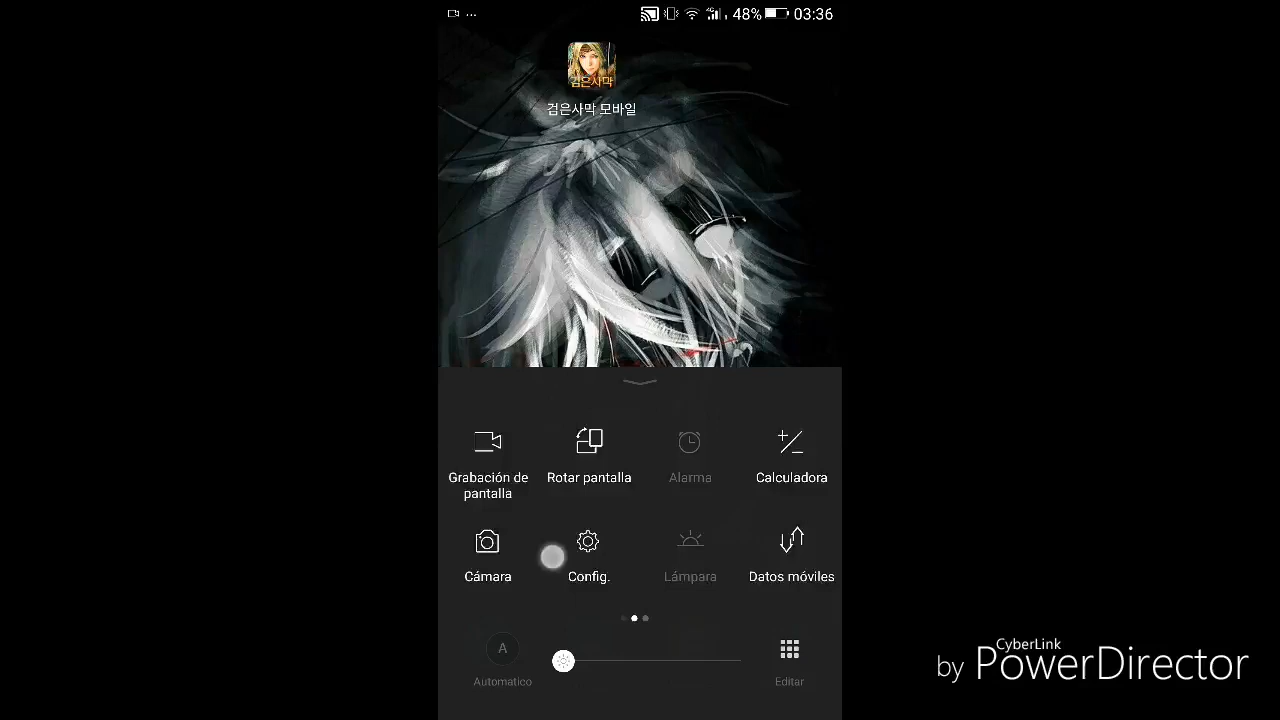 ... 48% 03:36
검은사막
검은사막 모바일
Grabación de
pantalla
Rotar pantalla
Alarma
Calculadora
Cámara
Config.
Lámpara
Datos móviles
A
Automatico
Editar
CyberLink
by PowerDirector